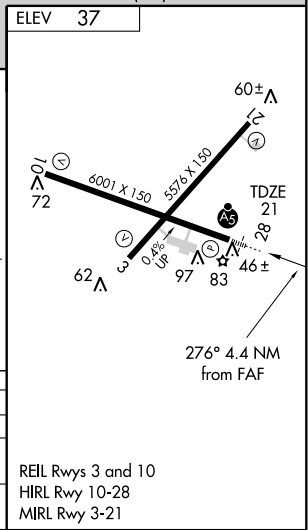 ELEV 37
60±
21
V
10
V
72
6001 X 150
5576 X 150
A5
TDZE
21
28
V
3
62
0.4%
UP
P
97
83
46±
276° 4.4 NM
from FAF
REIL Rwys 3 and 10
HIRL Rwy 10-28
MIRL Rwy 3-21